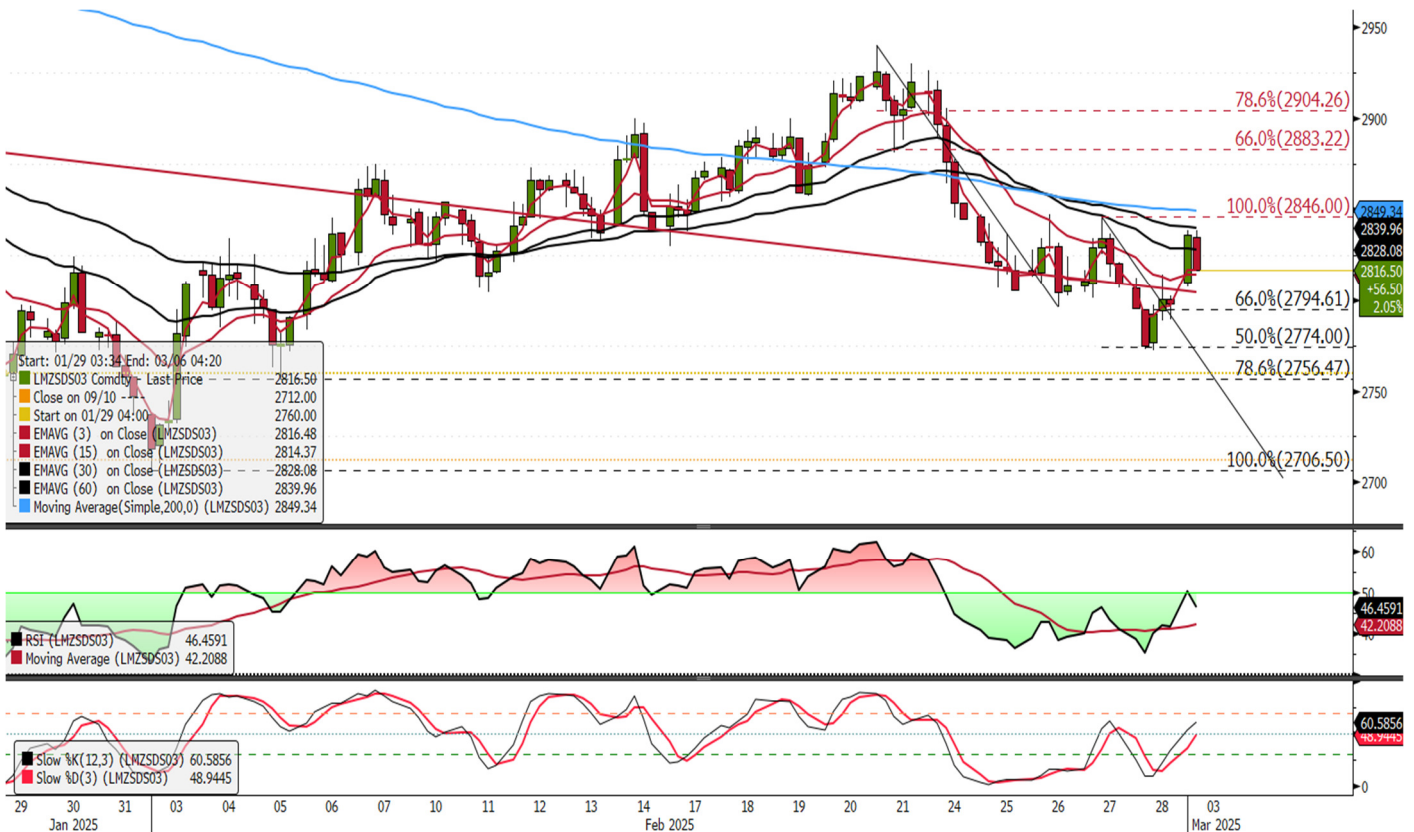 2950
78.6%(2904.26)
2900
66.0%(2883.22)
100.0%(2846.00)
2849.34
2839.96
2828.08
2816.50
+56.50
2.05%
66.0%(2794.61)
50.0%(2774.00)
78.6%(2756.47)
2750
100.0%(2706.50)
2700
Start: 01/29 03:34 End: 03/06 04:20
LMZSDS03 Comdty - Last Price 2816.50
Close on 09/10 ---- 2712.00
Start on 01/29 04:00 2760.00
EMAVG (3) on Close (LMZSDS03) 2816.48
EMAVG (15) on Close (LMZSDS03) 2814.37
EMAVG (30) on Close (LMZSDS03) 2828.08
EMAVG (60) on Close (LMZSDS03) 2839.96
Moving Average(Simple,200,0) (LMZSDS03) 2849.34
60
50
46.4591
42.2088
40
RSI (LMZSDS03) 46.4591
Moving Average (LMZSDS03) 42.2088
60.5856
48.9445
0
Slow %K(12,3) (LMZSDS03) 60.5856
Slow %D(3) (LMZSDS03) 48.9445
29 30 31 03 04 05 06 07 10 11 12 13 14 17 18 19 20 21 24 25 26 27 28 03
Jan 2025 Feb 2025 Mar 2025